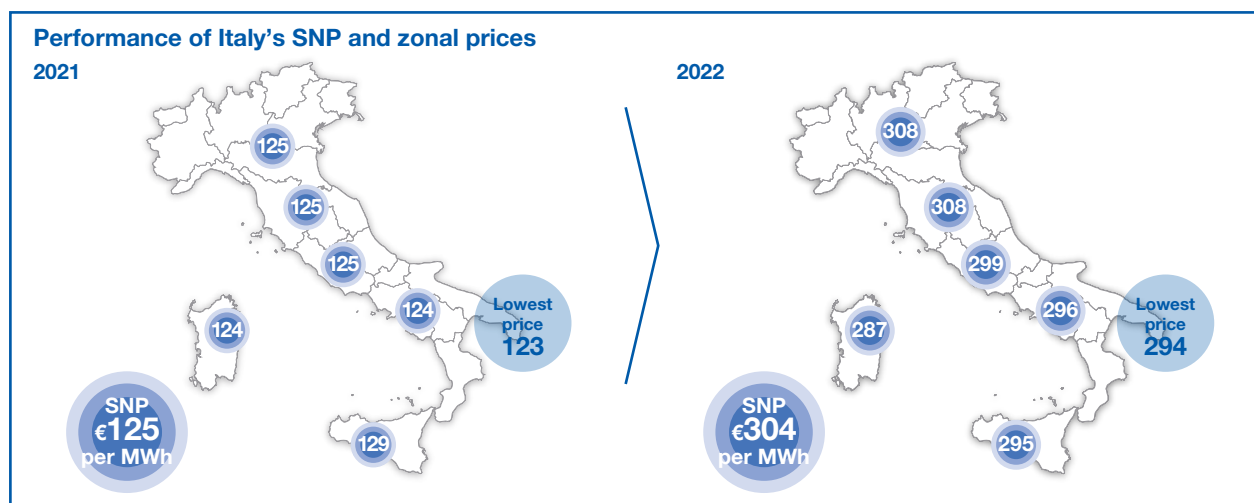 Performance of Italy's SNP and zonal prices
2021
125
125
125
124
124
129
Lowest
price
123
SNP
€125
per MWh
2022
308
308
299
296
287
295
Lowest
price
294
SNP
€304
per MWh